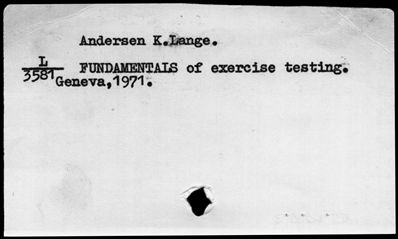 Andersen K.Lange.
L
3581
FUNDAMENTALS of exercise testing.
Geneva,1971.